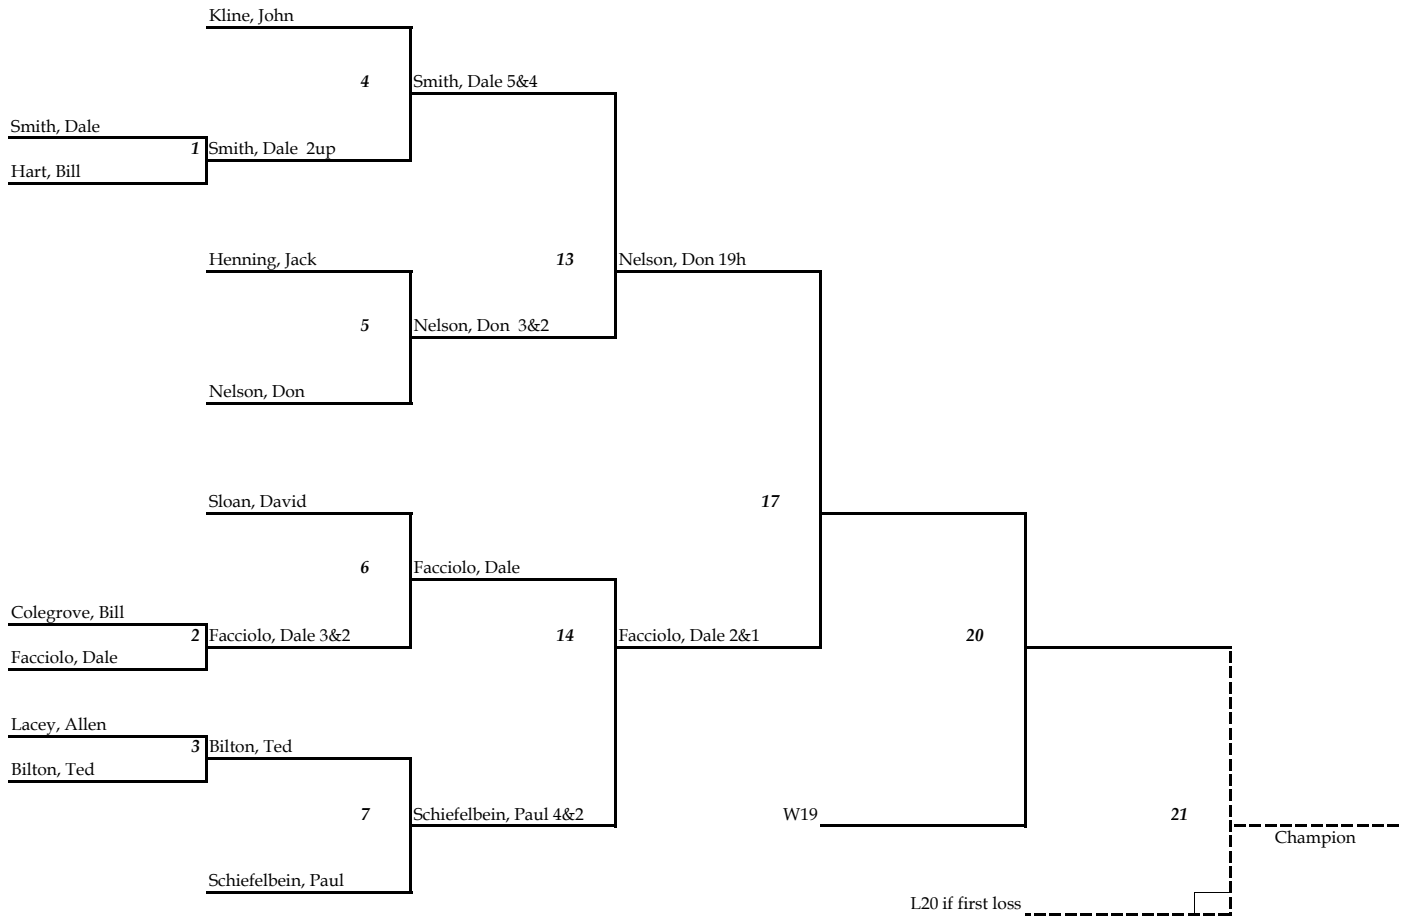 Kline, John
4
Smith, Dale 5&4
Smith, Dale
1
Smith, Dale  2up
Hart, Bill
Henning, Jack
13
Nelson, Don 19h
5
Nelson, Don  3&2
Nelson, Don
Sloan, David
17
6
Facciolo, Dale
Colegrove, Bill
2
Facciolo, Dale 3&2
14
Facciolo, Dale 2&1
20
Facciolo, Dale
Lacey, Allen
3
Bilton, Ted
Bilton, Ted
7
Schiefelbein, Paul 4&2
W19
21
Champion
Schiefelbein, Paul
L20 if first loss